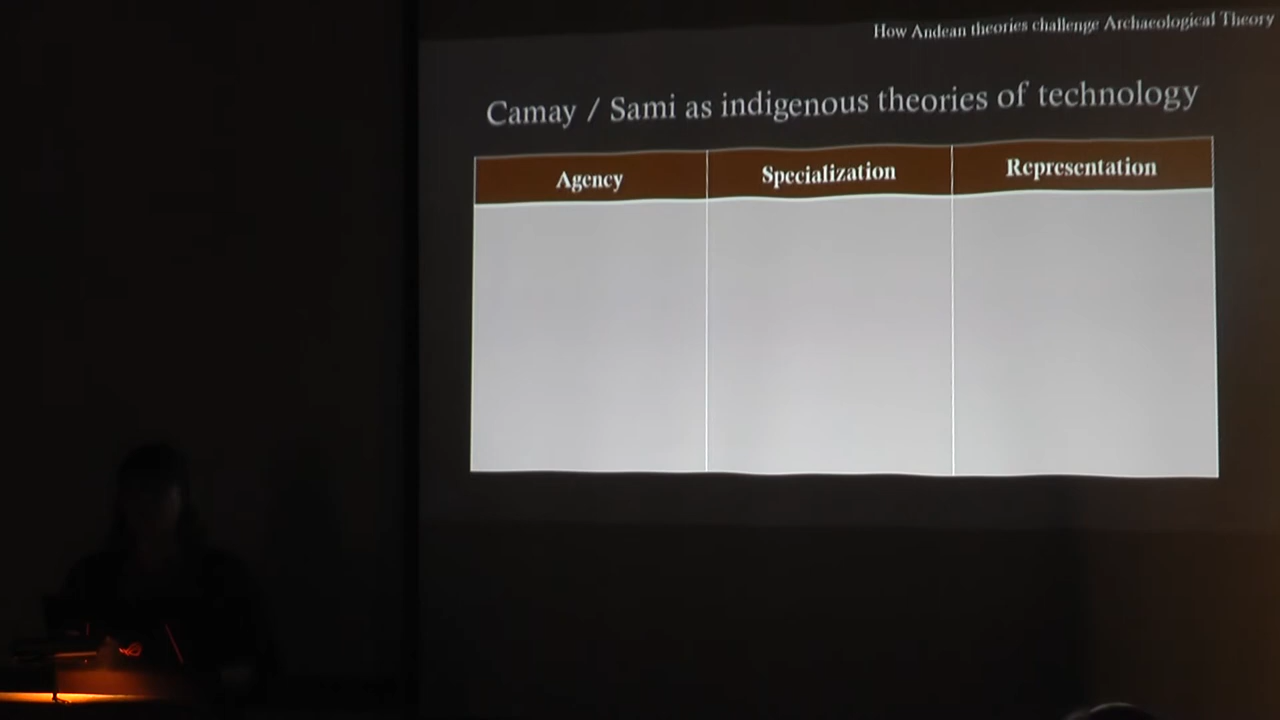 How Andean theories challenge Archaeological Theory
Camay / Sami as indigenous theories of technology
Agency
Specialization
Representation